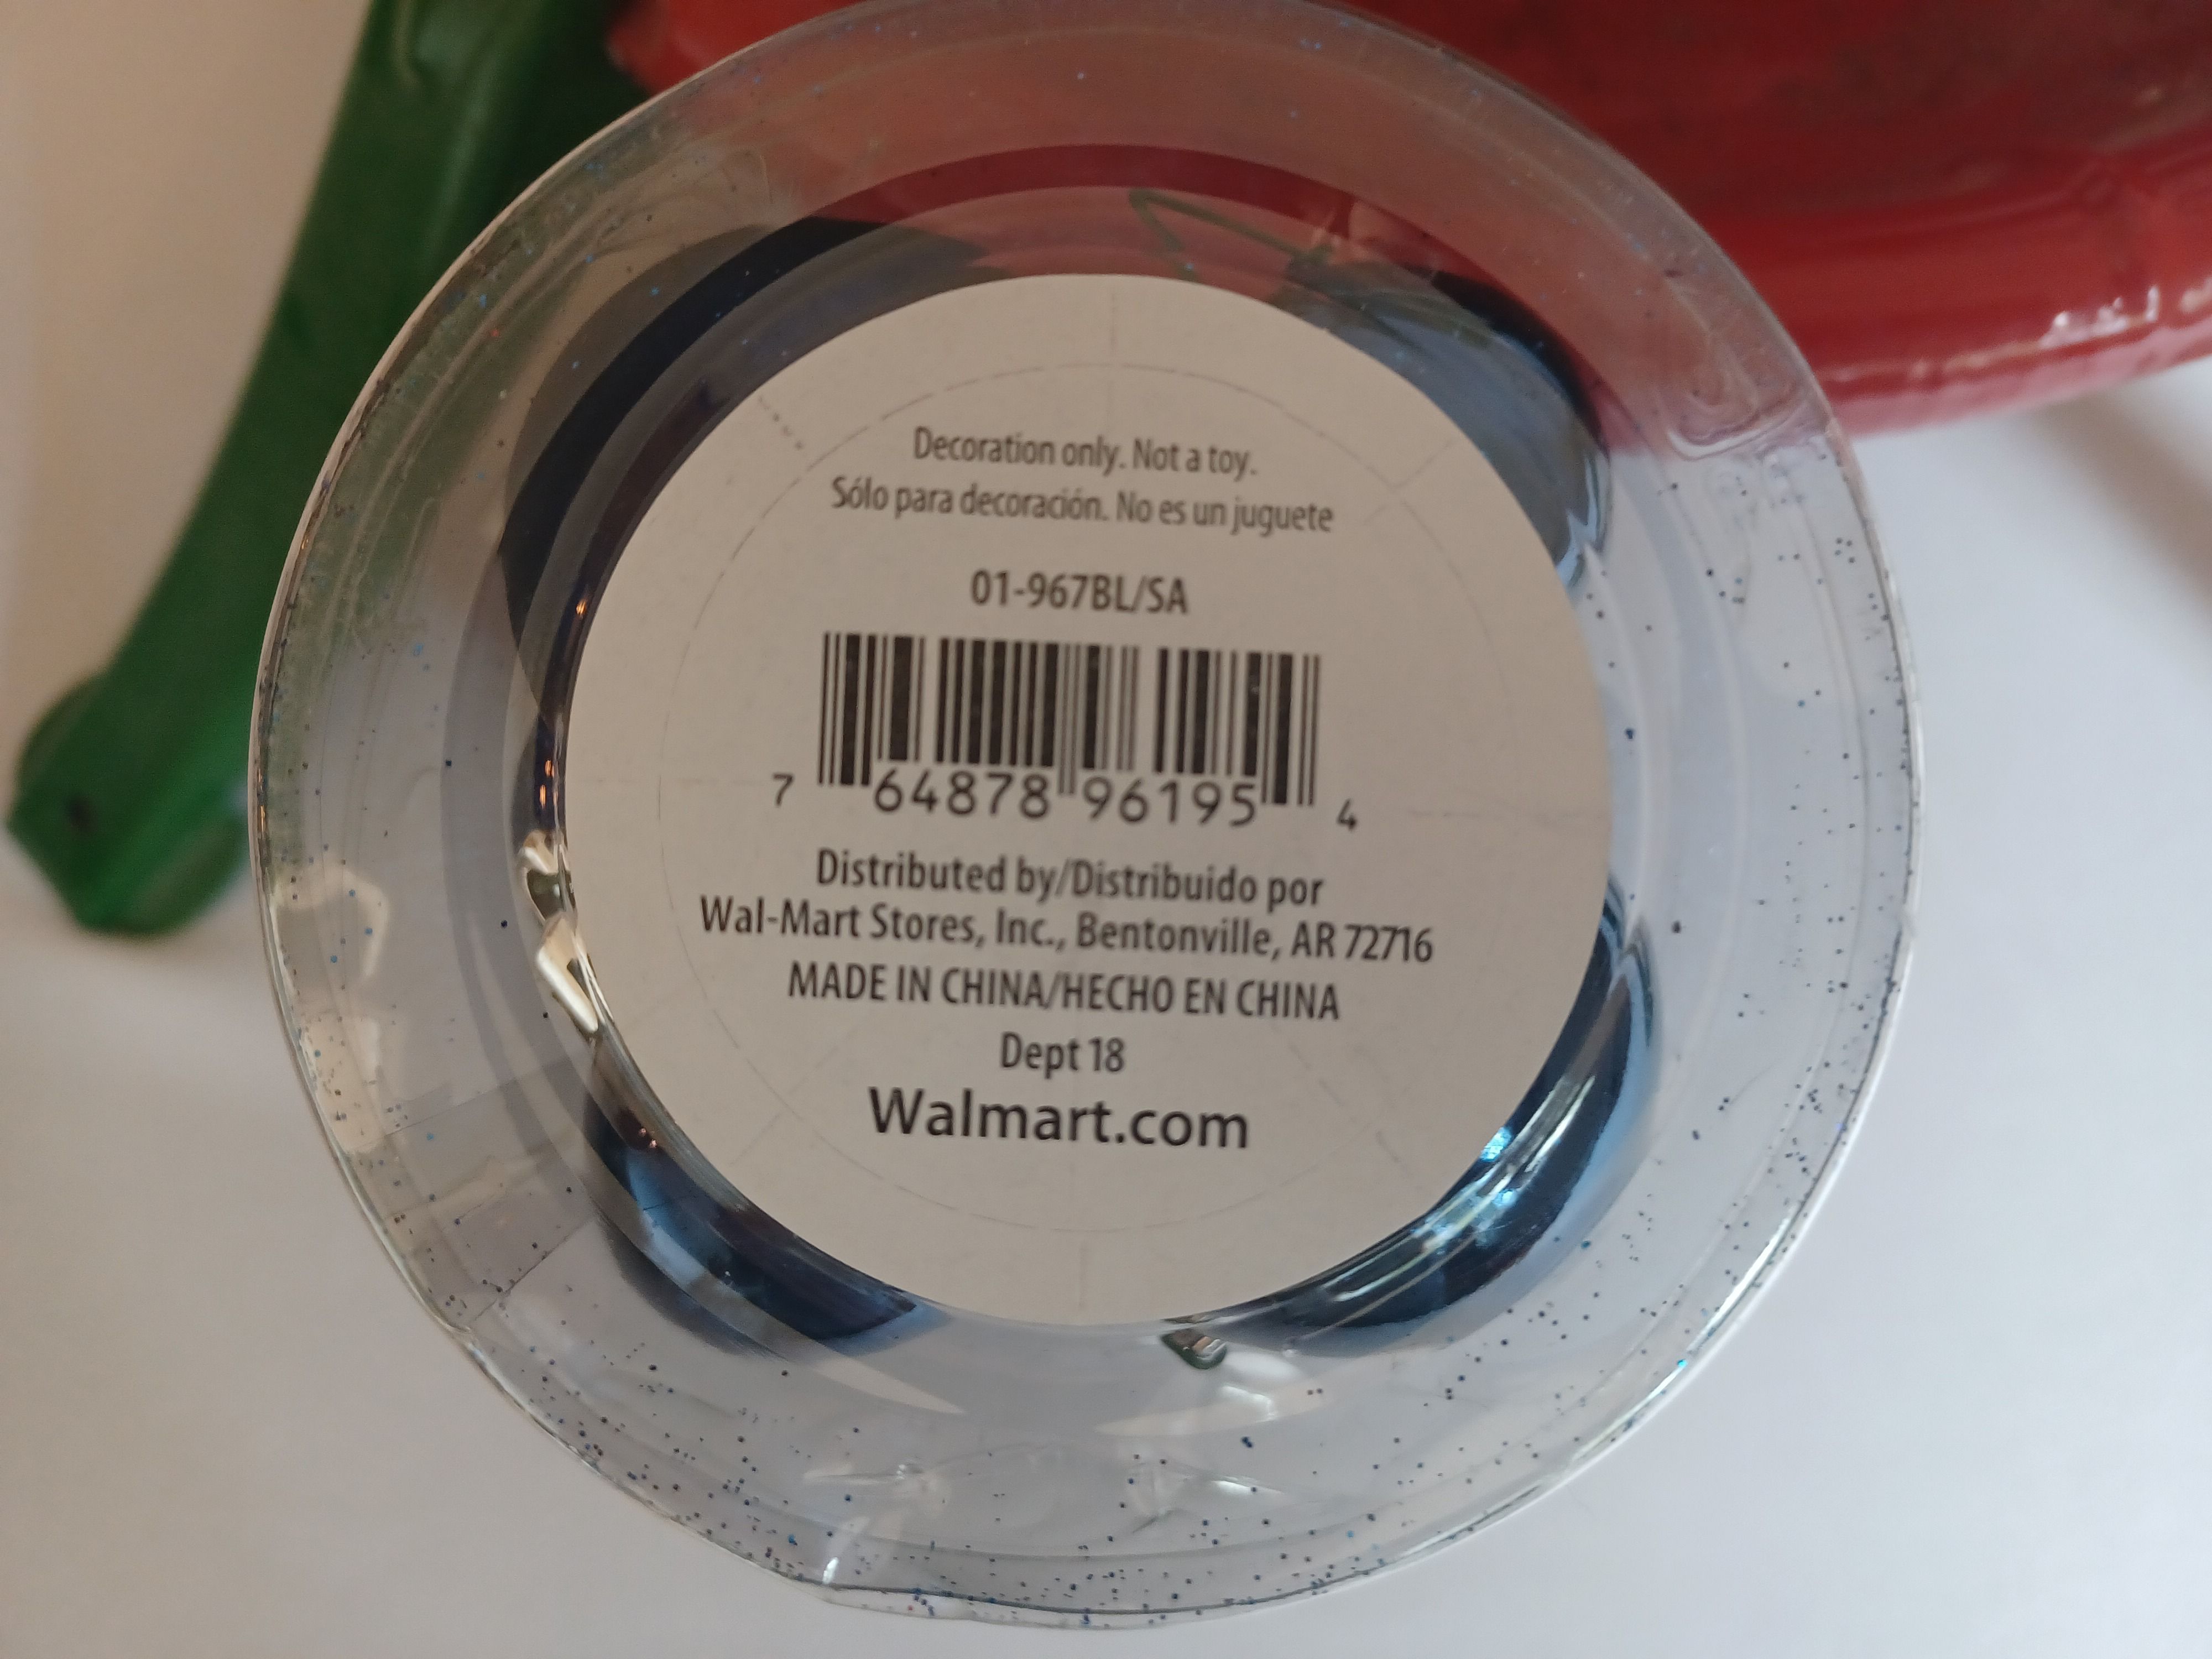 Decoration only. Not a toy.
Sólo para decoración. No es un juguete
01-967BL/SA
7 64878 96195 4
Distributed by/Distribuido por
Wal-Mart Stores, Inc., Bentonville, AR 72716
MADE IN CHINA/HECHO EN CHINA
Dept 18
Walmart.com